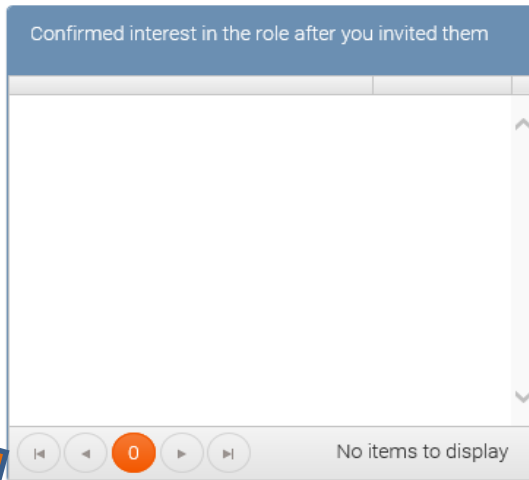 Confirmed interest in the role after you invited them
0 No items to display